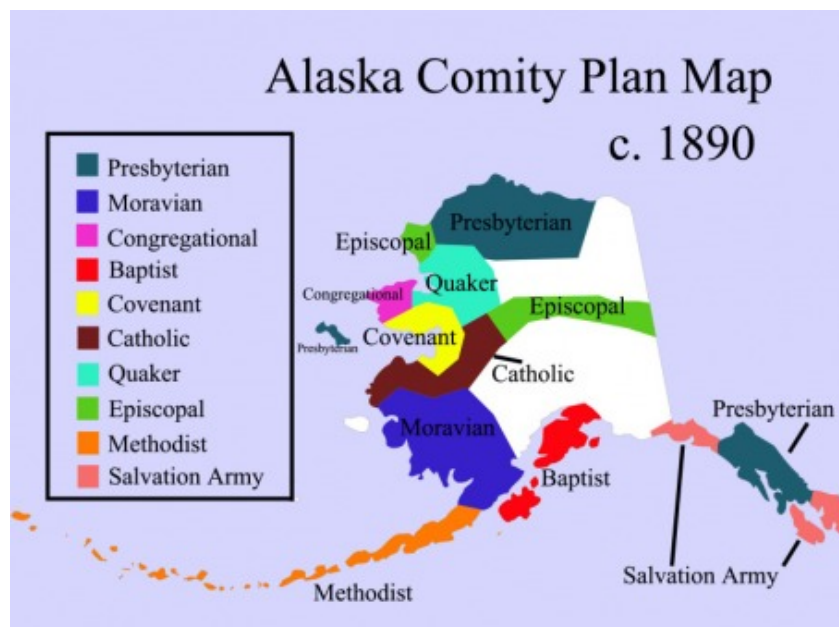 Alaska Comity Plan Map
c. 1890
Presbyterian
Moravian
Congregational
Baptist
Covenant
Catholic
Quaker
Episcopal
Methodist
Salvation Army
Presbyterian
Episcopal
Quaker
Congregational
Episcopal
Covenant
Presbyterian
Catholic
Presbyterian
Moravian
Baptist
Salvation Army
Methodist